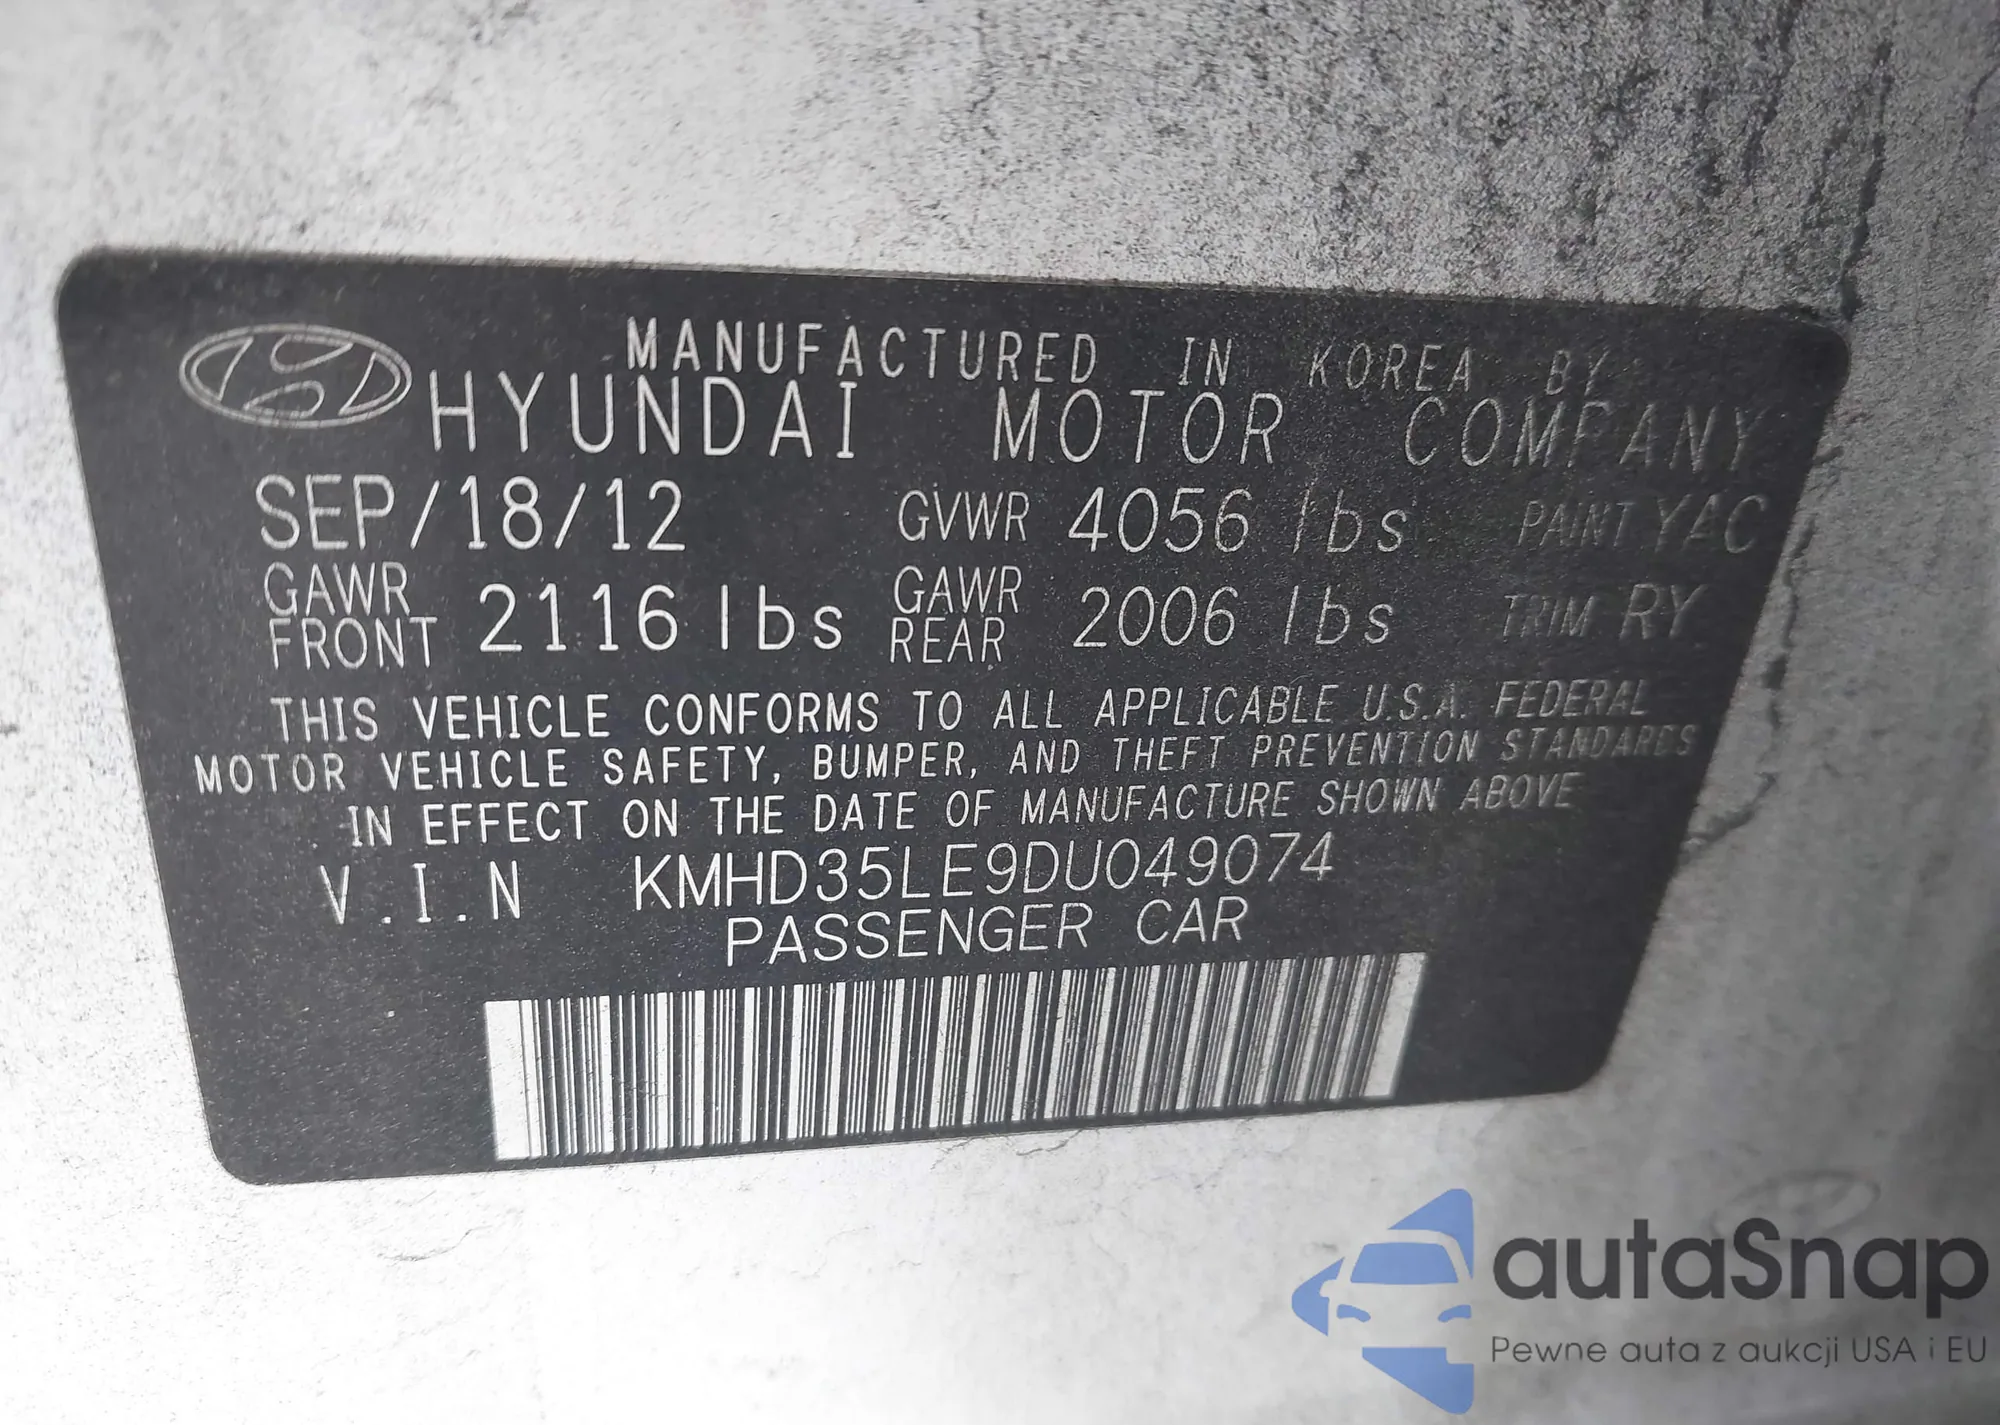 MANUFACTURED IN KOREA BY
HYUNDAI MOTOR COMPANY
SEP/18/12 GVWR 4056 lbs PAINT YAC
GAWR FRONT 2116 lbs GAWR REAR 2006 lbs TRIM RY
THIS VEHICLE CONFORMS TO ALL APPLICABLE U.S.A. FEDERAL
MOTOR VEHICLE SAFETY, BUMPER, AND THEFT PREVENTION STANDARDS
IN EFFECT ON THE DATE OF MANUFACTURE SHOWN ABOVE
V.I.N KMHD35LE9DU049074
PASSENGER CAR
autaSnap
Pewne auta z aukcji USA i EU